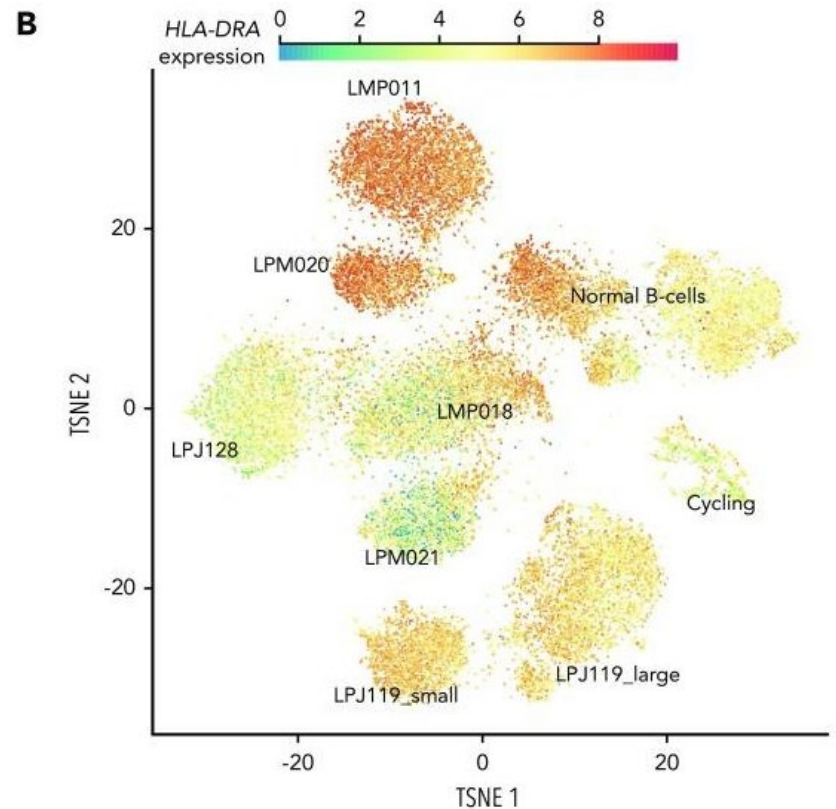 B
HLA-DRA
expression
0 2 4 6 8
LMP011
20
LPM020
Normal B-cells
0
TSNE 2
LMP018
LPJ128
Cycling
LPM021
-20
LPJ119_large
LPJ119_small
-20 0 20
TSNE 1